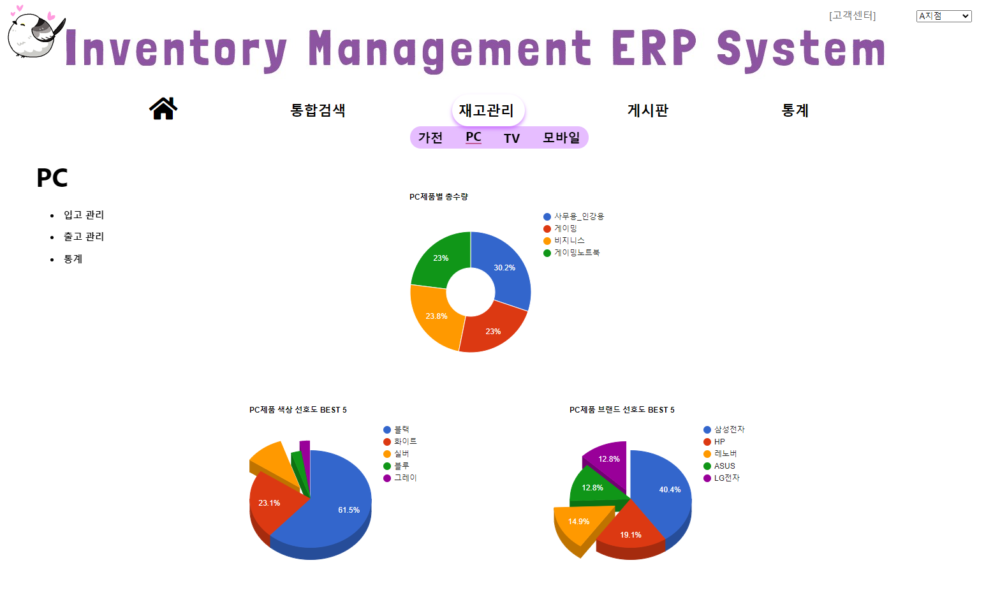 [고객센터]
A지점
Inventory Management ERP System
통합검색 재고관리 게시판 통계
가전 PC TV 모바일
PC
입고 관리
출고 관리
통계
PC제품별 총수량
사무용_인강용
게이밍
비지니스
게이밍노트북
23%
30.2%
23.8%
23%
PC제품 색상 선호도 BEST 5
블랙
화이트
실버
블루
그레이
23.1%
61.5%
PC제품 브랜드 선호도 BEST 5
삼성전자
HP
레노버
ASUS
LG전자
12.8%
12.8%
40.4%
14.9%
19.1%